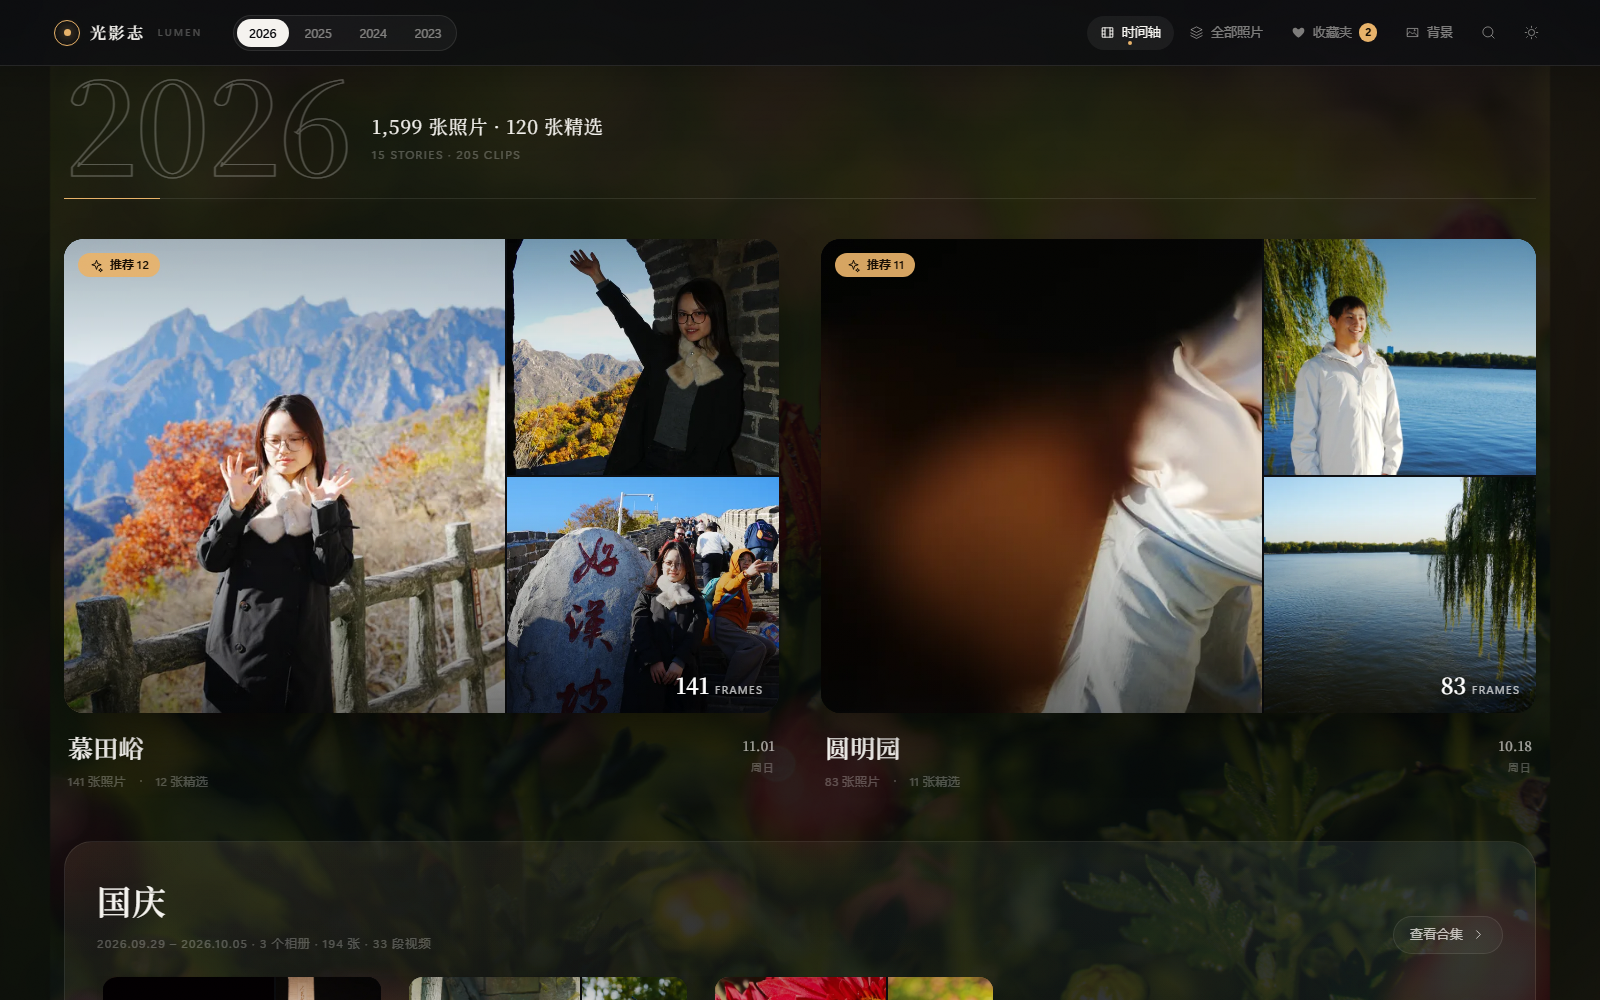 光影志 LUMEN 2026 2025 2024 2023 时间轴 全部照片 收藏夹 2 背景
2026
1,599 张照片 · 120 张精选
15 STORIES · 205 CLIPS
推荐 12
好
汉
坡
141 FRAMES
慕田峪
11.01
141 张照片 · 12 张精选
周日
推荐 11
83 FRAMES
圆明园
10.18
83 张照片 · 11 张精选
周日
国庆
2026.09.29 – 2026.10.05 · 3 个相册 · 194 张 · 33 段视频
查看合集